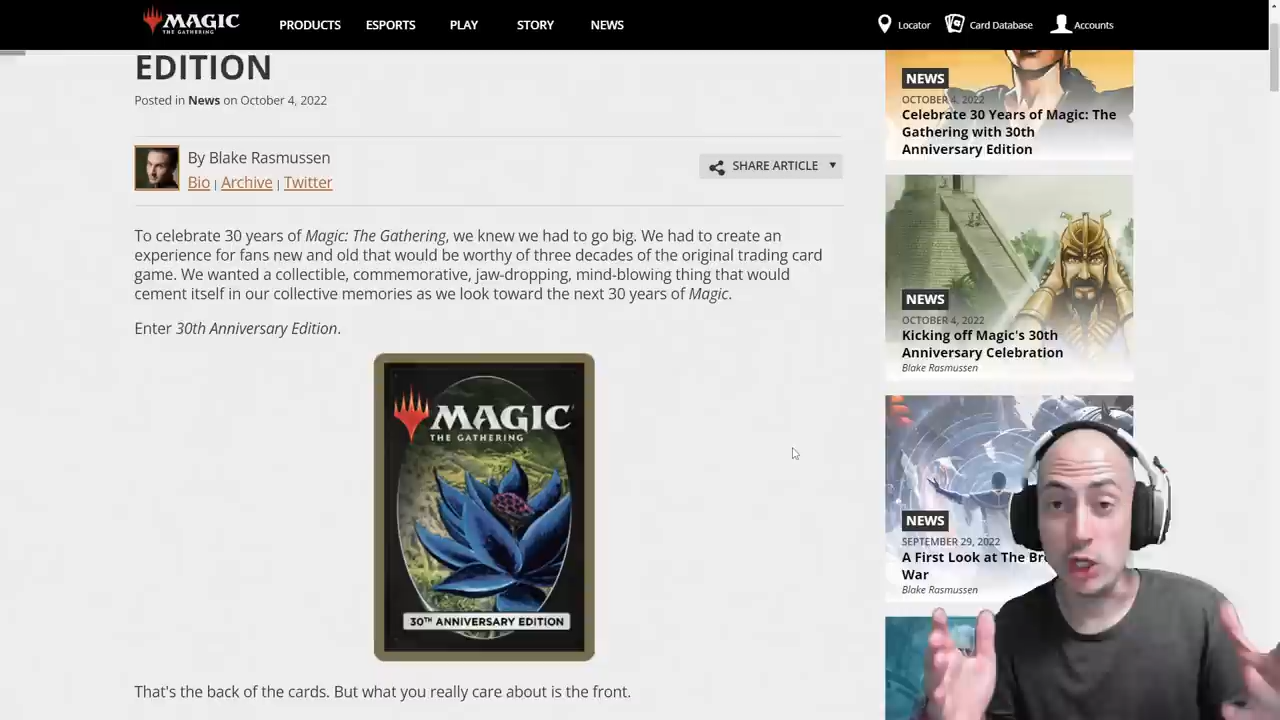 MAGIC
THE GATHERING
PRODUCTS
ESPORTS
PLAY
STORY
NEWS
Locator
Card Database
Accounts
EDITION
Posted in News on October 4, 2022
By Blake Rasmussen
Bio | Archive | Twitter
SHARE ARTICLE
To celebrate 30 years of Magic: The Gathering, we knew we had to go big. We had to create an
experience for fans new and old that would be worthy of three decades of the original trading card
game. We wanted a collectible, commemorative, jaw-dropping, mind-blowing thing that would
cement itself in our collective memories as we look toward the next 30 years of Magic.
Enter 30th Anniversary Edition.
MAGIC
THE GATHERING
30TH ANNIVERSARY EDITION
That's the back of the cards. But what you really care about is the front.
NEWS
OCTOBER 4, 2022
Celebrate 30 Years of Magic: The
Gathering with 30th
Anniversary Edition
NEWS
OCTOBER 4, 2022
Kicking off Magic's 30th
Anniversary Celebration
Blake Rasmussen
NEWS
SEPTEMBER 29, 2022
A First Look at The
War
Blake Rasmussen